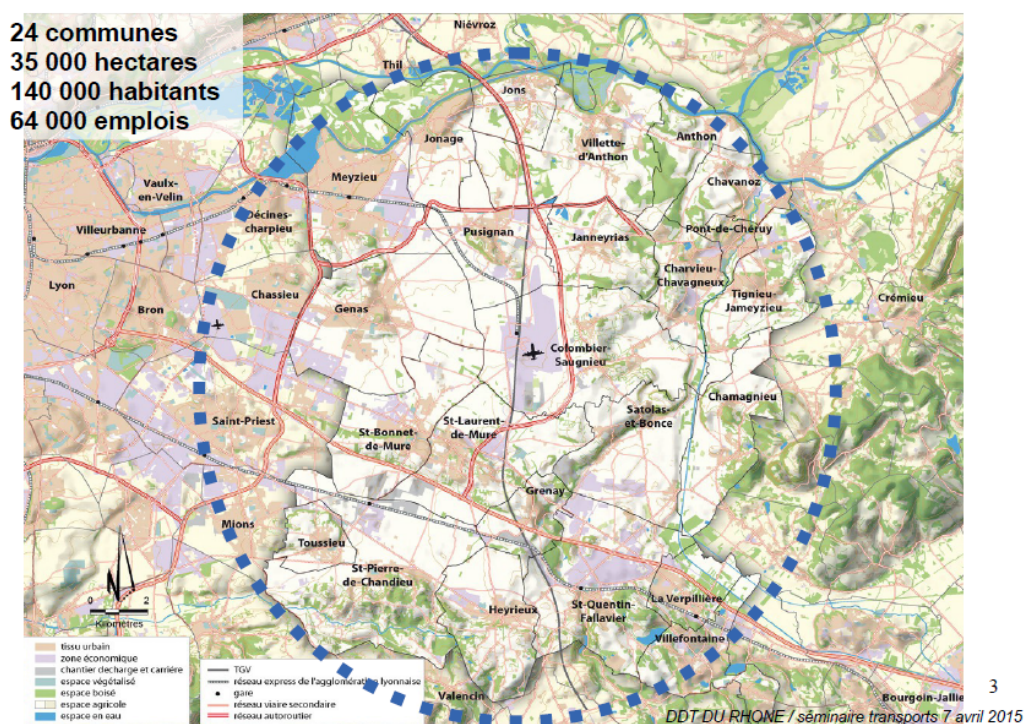 24 communes
35 000 hectares
140 000 habitants
64 000 emplois
Niévroz
Thil
Jons
Jonage
Villette-
d'Anthon
Anthon
Meyzieu
Vaulx-
en-Velin
Chavanoz
Décines-
charpieu
Villeurbanne
Pusignan
Janneyrias
Pont-de-Chéruy
Lyon
Charvieu-
Chavagneux
Chassieu
Tignieu-
Jameyzieu
Crémieu
Bron
Genas
Colombier-
Saugnieu
Chamagnieu
Saint-Priest
St-Laurent-
de-Mure
Satolas-
et-Bonce
St-Bonnet-
de-Mure
Grenay
Mions
Toussieu
St-Pierre-
de-Chandieu
La Verpillière
Heyrieux
St-Quentin-
Fallavier
Villefontaine
Valencin
Bourgoin-Jallie
0 2
Kilomètres
tissu urbain
zone économique
chantier decharge et carrière
espace végétalisé
espace boisé
espace agricole
espace en eau
TGV
réseau express de l'agglomération lyonnaise
gare
réseau viaire secondaire
réseau autoroutier
3
DDT DU RHONE / séminaire transports 7 avril 2015